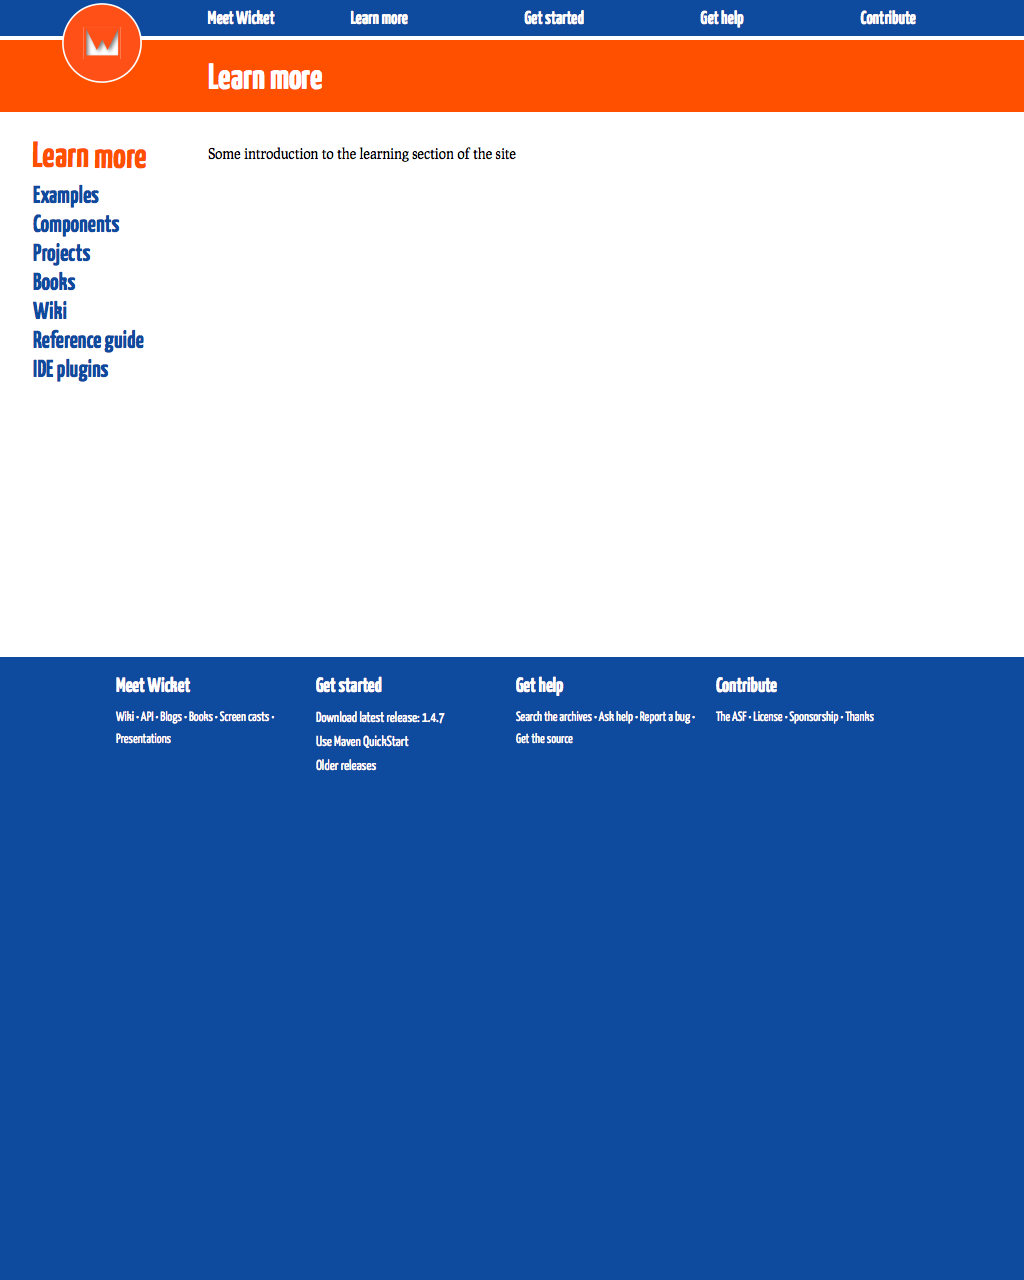 Meet Wicket Learn more Get started Get help Contribute
Learn more
Learn more
Examples
Components
Projects
Books
Wiki
Reference guide
IDE plugins
Some introduction to the learning section of the site
Meet Wicket
Wiki • API • Blogs • Books • Screen casts •
Presentations
Get started
Download latest release: 1.4.7
Use Maven QuickStart
Older releases
Get help
Search the archives • Ask help • Report a bug •
Get the source
Contribute
The ASF • License • Sponsorship • Thanks